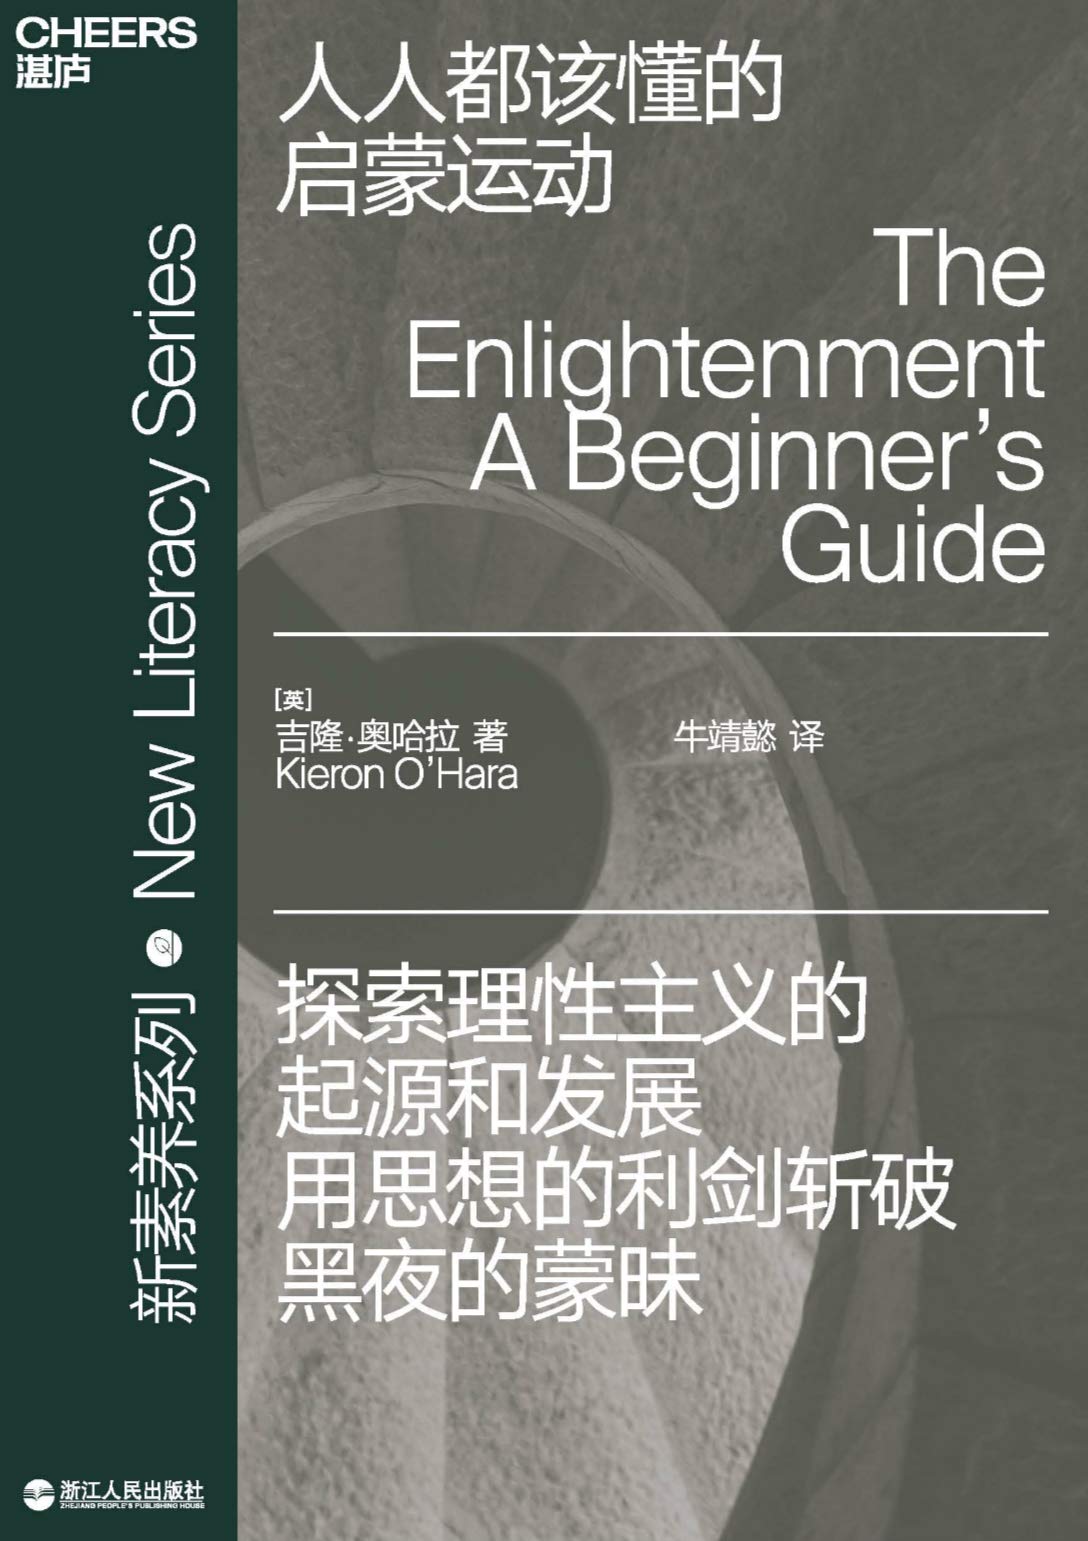 CHEERS
湛庐
人人都该懂的
启蒙运动
The
Enlightenment
A Beginner's
Guide
[英]
吉隆·奥哈拉 著
Kieron O'Hara
牛靖懿 译
探索理性主义的
起源和发展
用思想的利剑斩破
黑夜的蒙昧
新素养系列 New Literacy Series
浙江人民出版社
ZHEJIANG PEOPLE'S PUBLISHING HOUSE